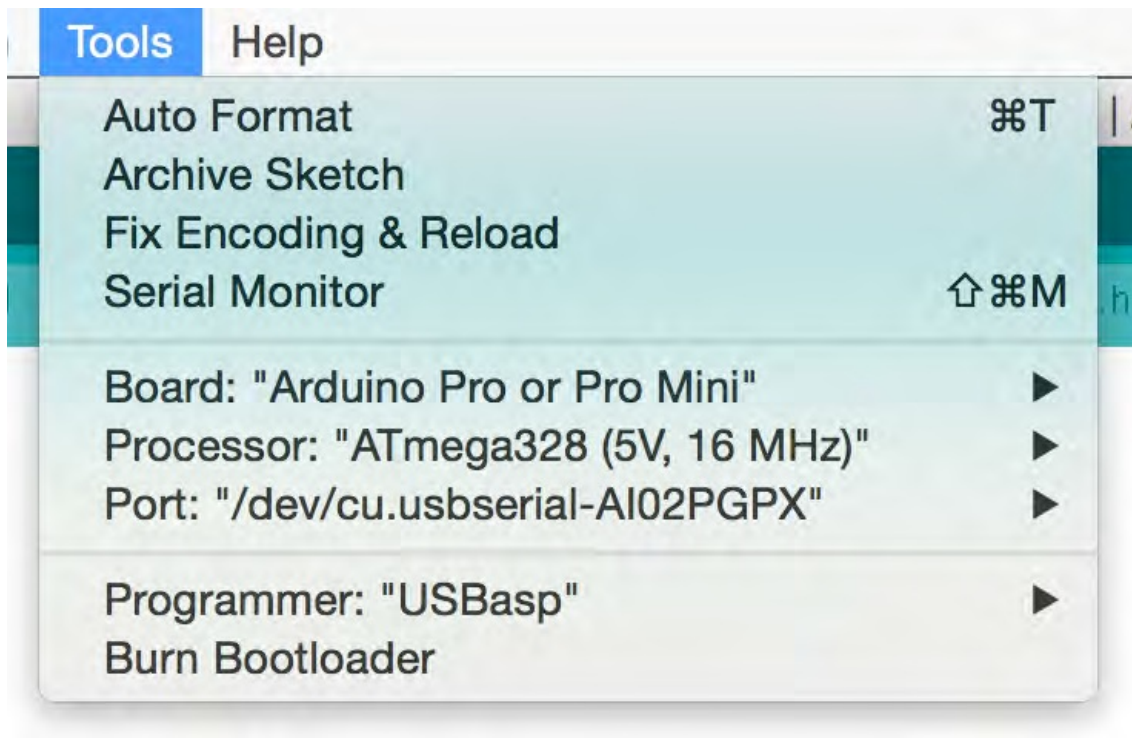 Tools Help
Auto Format ⌘T
Archive Sketch
Fix Encoding & Reload
Serial Monitor ⇧⌘M
Board: "Arduino Pro or Pro Mini" ▶
Processor: "ATmega328 (5V, 16 MHz)" ▶
Port: "/dev/cu.usbserial-AI02PGPX" ▶
Programmer: "USBasp" ▶
Burn Bootloader